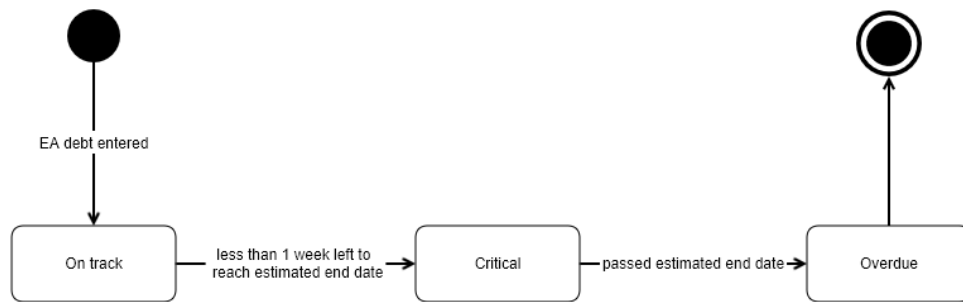 EA debt entered
On track
less than 1 week left to
reach estimated end date
Critical
passed estimated end date
Overdue